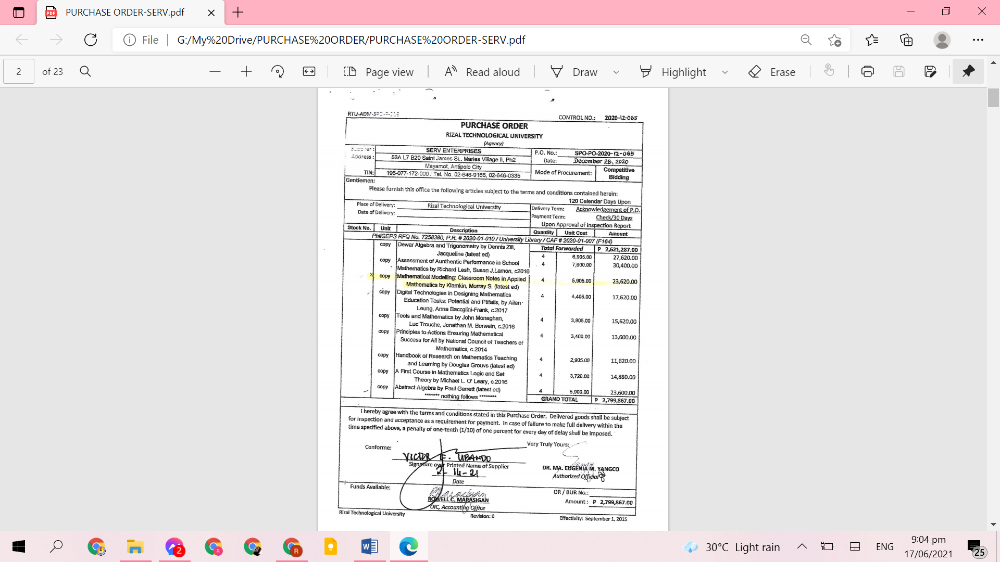 PURCHASE ORDER-SERV.pdf
File
G:/My%20Drive/PURCHASE%20ORDER/PURCHASE%20ORDER-SERV.pdf
2 of 23
Page view
Read aloud
Draw
Highlight
Erase
CONTROL NO.: 2020-12-065
PURCHASE ORDER
RIZAL TECHNOLOGICAL UNIVERSITY
(Agency)
Supplier: SERV ENTERPRISES
P.O. No.: SPO-PO-2020-12-065
Address: 53A L7 B20 Saint James St., Maries Village II, Ph2
Date: December 28, 2020
Mayamot, Antipolo City
Mode of Procurement: Competitive Bidding
TIN: 196-077-172-000 / Tel. No. 02-646-9166, 02-646-0335
Gentlemen:
Please furnish this office the following articles subject to the terms and conditions contained herein:
120 Calendar Days Upon
Place of Delivery: Rizal Technological University
Delivery Term: Acknowledgement of P.O.
Date of Delivery:
Payment Term: Check/30 Days
Upon Approval of Inspection Report
Stock No. Unit Description Quantity Unit Cost Amount
PhilGEPS RFQ No. 7258380; P.R. # 2020-01-010 / University Library / CAF # 2020-01-007 (F164)
Total Forwarded P 2,621,287.00
copy Dewar Algebra and Trigonometry by Dennis Zill, 4 6,905.00 27,620.00
Jacqueline (latest ed)
copy Assessment of Aunthentic Performance in School 4 7,600.00 30,400.00
Mathematics by Richard Lesh, Susan J.Lamon, c2016
x copy Mathematical Modelling: Classroom Notes in Applied 4 5,905.00 23,620.00
Mathematics by Klamkin, Murray S. (latest ed)
copy Digital Technologies in Designing Mathematics 4 4,405.00 17,620.00
Education Tasks: Potential and Ptifalls, by Allen
Leung, Anna Baccglini-Frank, c.2017
copy Tools and Mathematics by John Monaghan, 4 3,905.00 15,620.00
Luc Trouche, Jonathan M. Borwein, c.2016
copy Principles to Actions Ensuring Mathematical 4 3,400.00 13,600.00
Success for All by National Council of Teachers of
Mathematics, c.2014
copy Handbook of Research on Mathematics Teaching 4 2,905.00 11,620.00
and Learning by Douglas Grouvs (latest ed)
copy A First Course in Mathematics Logic and Set 4 3,720.00 14,880.00
Theory by Michael L. O' Leary, c.2016
copy Abstract Algebra by Paul Garrett (latest ed) 4 5,900.00 23,600.00
******* nothing follows ********
GRAND TOTAL P 2,799,867.00
I hereby agree with the terms and conditions stated in this Purchase Order. Delivered goods shall be subject
for inspection and acceptance as a requirement for payment. In case of failure to make full delivery within the
time specified above, a penalty of one-tenth (1/10) of one percent for every day of delay shall be imposed.
Conforme:
Very Truly Yours:
VICTOR E. UBANDO
Signature over Printed Name of Supplier
DR. MA. EUGENIA M. YANGCO
2-14-21
Authorized Official
Date
Funds Available:
OR / BUR No.:
ROWELL C. MARASIGAN
Amount: P 2,799,867.00
OIC, Accounting Office
Rizal Technological University
Revision: 0
Effectivity: September 1, 2015
2
30°C Light rain
ENG
9:04 pm
17/06/2021
25